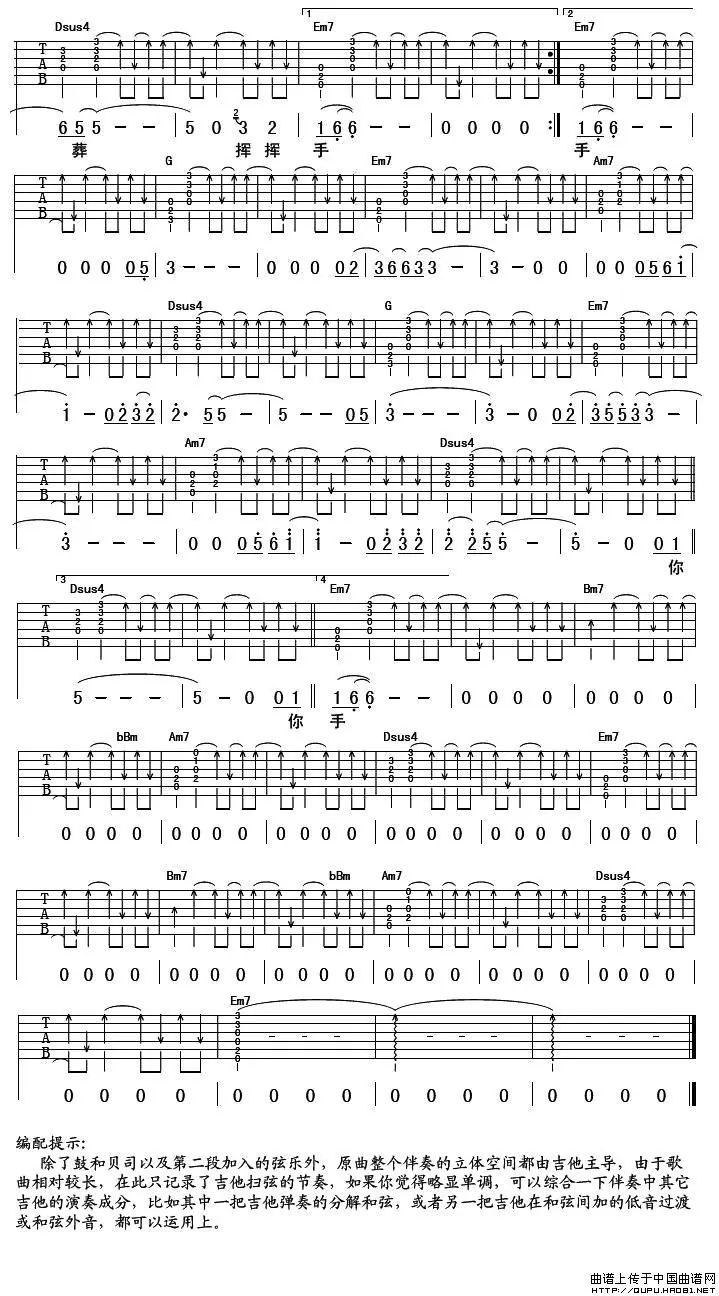 1 2
Dsus4 Em7 Em7
6 5 5 - - 5 0 3 2 1 6 6 - - 0 0 0 0 1 6 6 - -
葬 挥 挥 手 手
G Em7 Am7
0 0 0 0 5 3 - - - 0 0 0 0 2 3 6 6 3 3 - 3 - 0 0 0 0 0 5 6 1
Dsus4 G Em7
1 - 0 2 3 2 2· 5 5 - 5 - - 0 5 3 - - - 3 - 0 0 2 3 5 5 3 3 -
Am7 Dsus4
3 - - - 0 0 0 5 6 1 1 - 0 2 3 2 2 2 5 5 - 5 - 0 0 1
你
3 4
Dsus4 Em7 Bm7
5 - - - 5 - 0 0 1 1 6 6 - - 0 0 0 0 0 0 0 0
你 手
bBm Am7 Dsus4 Em7
0 0 0 0 0 0 0 0 0 0 0 0 0 0 0 0 0 0 0 0 0 0 0 0
Bm7 bBm Am7 Dsus4
0 0 0 0 0 0 0 0 0 0 0 0 0 0 0 0 0 0 0 0 0 0 0 0
Em7
0 0 0 0 0 0 0 0 0 0 0 0 0 0 0 0
编配提示:
除了鼓和贝司以及第二段加入的弦乐外，原曲整个伴奏的立体空间都由吉他主导，由于歌
曲相对较长，在此只记录了吉他扫弦的节奏，如果你觉得略显单调，可以综合一下伴奏中其它
吉他的演奏成分，比如其中一把吉他弹奏的分解和弦，或者另一把吉他在和弦间加的低音过渡
或和弦外音，都可以运用上。
曲谱上传于中国曲谱网
http://QUPU.HAO81.NET